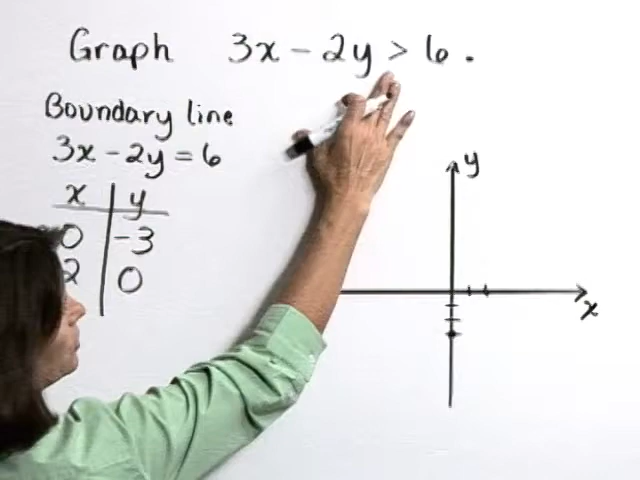 Graph 3x - 2y > 6.
Boundary line
3x - 2y = 6
x y
0 -3
2 0
y
x